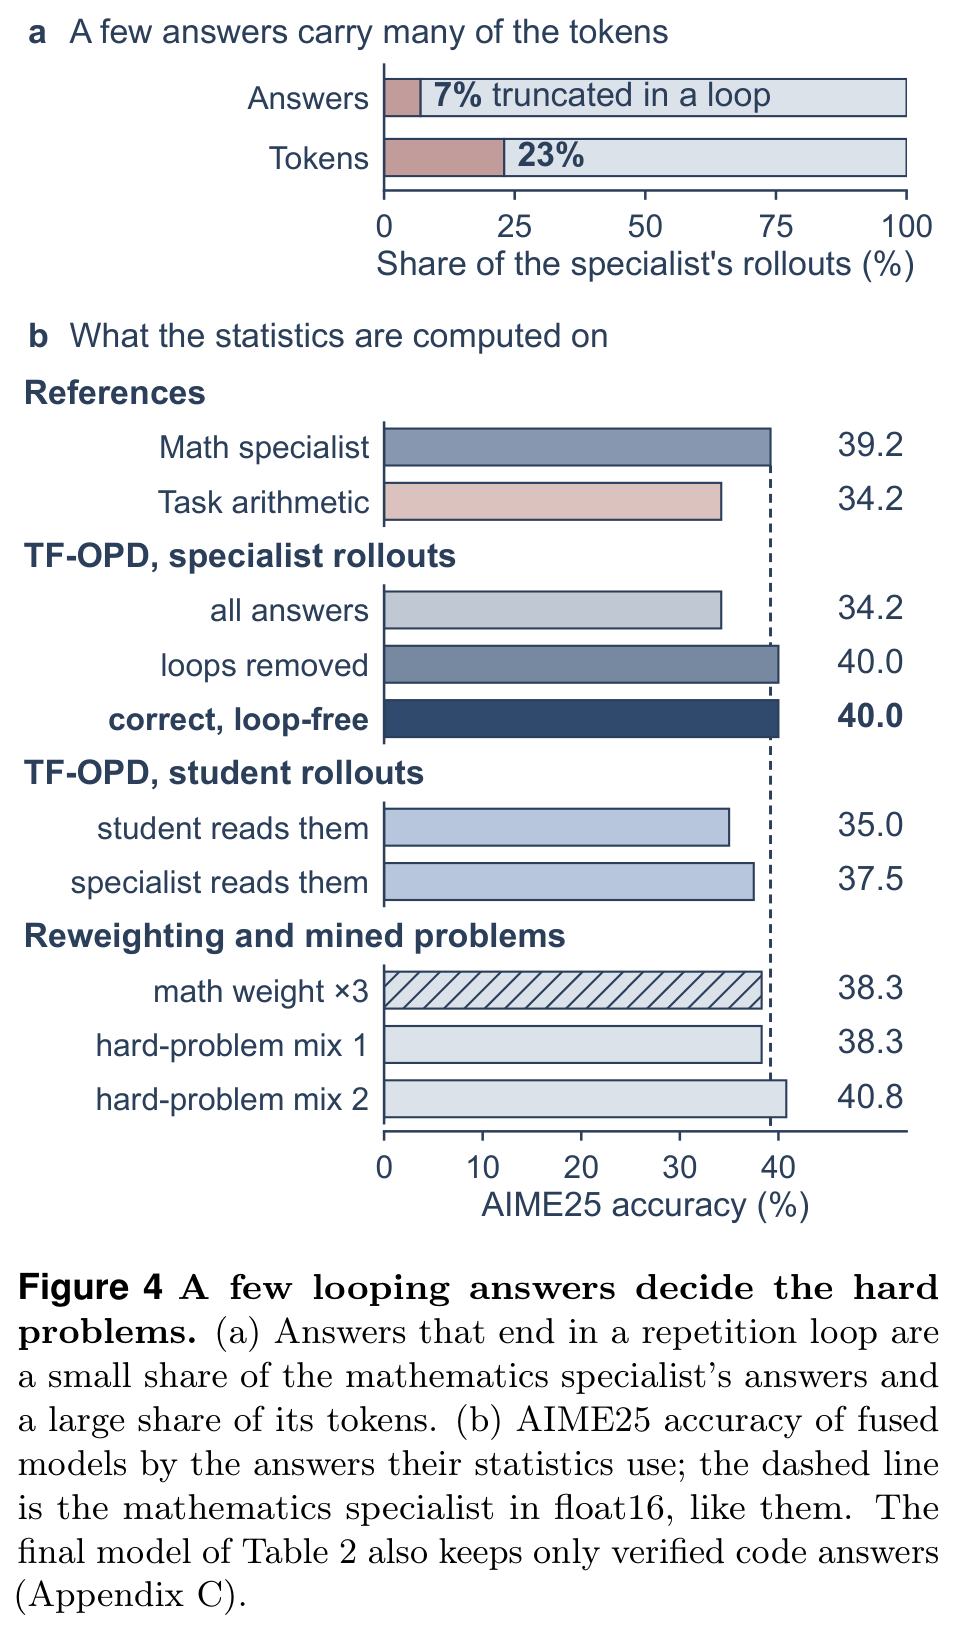 a A few answers carry many of the tokens
Answers 7% truncated in a loop
Tokens 23%
0 25 50 75 100
Share of the specialist's rollouts (%)
b What the statistics are computed on
References
Math specialist 39.2
Task arithmetic 34.2
TF-OPD, specialist rollouts
all answers 34.2
loops removed 40.0
correct, loop-free 40.0
TF-OPD, student rollouts
student reads them 35.0
specialist reads them 37.5
Reweighting and mined problems
math weight ×3 38.3
hard-problem mix 1 38.3
hard-problem mix 2 40.8
0 10 20 30 40
AIME25 accuracy (%)
Figure 4 A few looping answers decide the hard
problems. (a) Answers that end in a repetition loop are
a small share of the mathematics specialist's answers and
a large share of its tokens. (b) AIME25 accuracy of fused
models by the answers their statistics use; the dashed line
is the mathematics specialist in float16, like them. The
final model of Table 2 also keeps only verified code answers
(Appendix C).